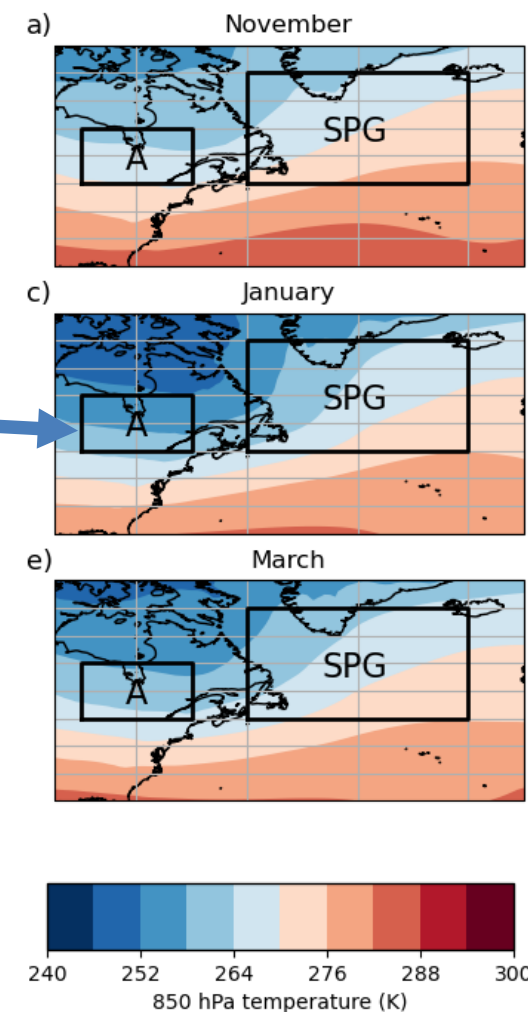 a) November
SPG
A
c) January
SPG
A
e) March
SPG
A
240 252 264 276 288 300
850 hPa temperature (K)